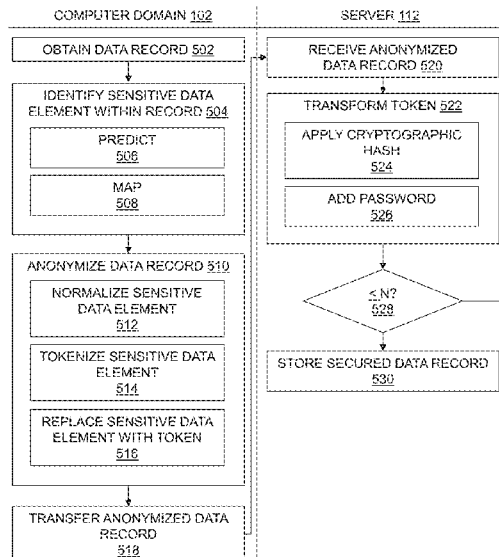 COMPUTER DOMAIN 102
OBTAIN DATA RECORD 502
IDENTIFY SENSITIVE DATA
ELEMENT WITHIN RECORD 504
PREDICT
506
MAP
508
ANONYMIZE DATA RECORD 510
NORMALIZE SENSITIVE
DATA ELEMENT
512
TOKENIZE SENSITIVE DATA
ELEMENT
514
REPLACE SENSITIVE DATA
ELEMENT WITH TOKEN
516
TRANSFER ANONYMIZED DATA
RECORD
518
SERVER 112
RECEIVE ANONYMIZED
DATA RECORD 520
TRANSFORM TOKEN 522
APPLY CRYPTOGRAPHIC
HASH
524
ADD PASSWORD
526
< N?
528
STORE SECURED DATA RECORD
530